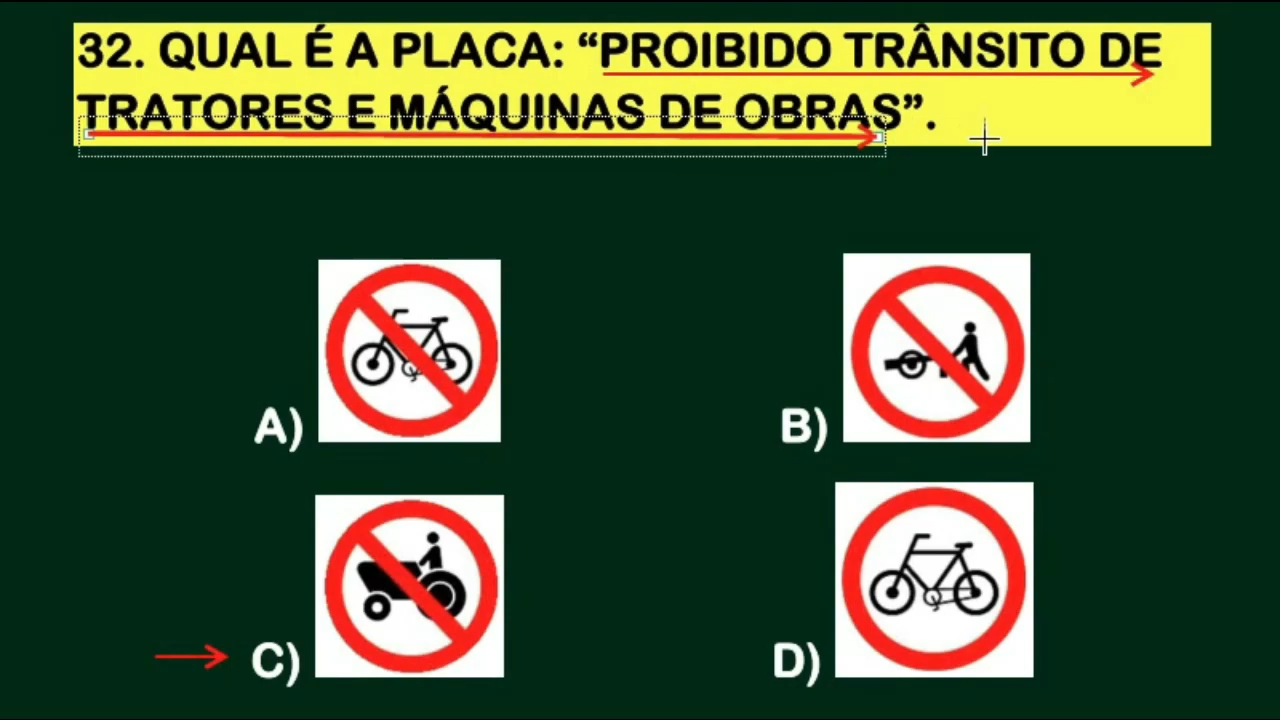 32. QUAL É A PLACA: “PROIBIDO TRÂNSITO DE
TRATORES E MÁQUINAS DE OBRAS”.
A)
B)
C)
D)